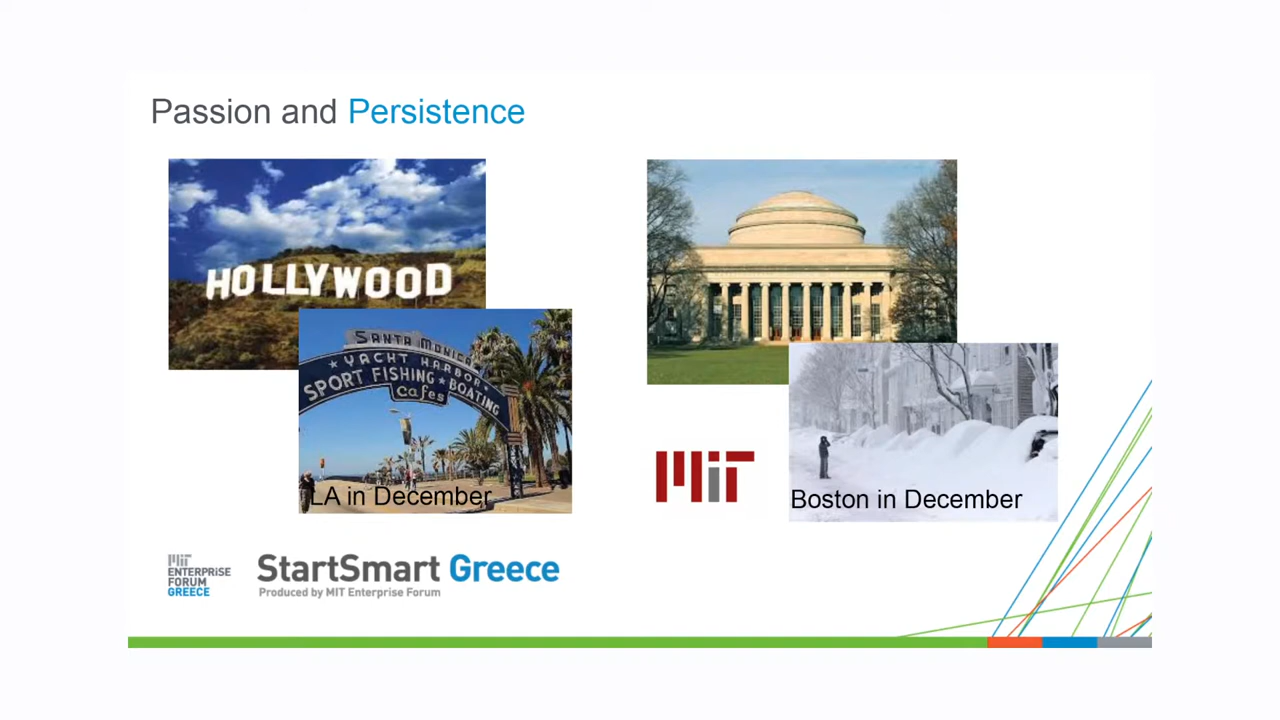 Passion and Persistence
HOLLYWOOD
SANTA MONICA
★ YACHT HARBOR
SPORT FISHING ★ BOATING
Cafes
LA in December
MIT
Boston in December
MIT
ENTERPRISE
FORUM
GREECE
StartSmart Greece
Produced by MIT Enterprise Forum